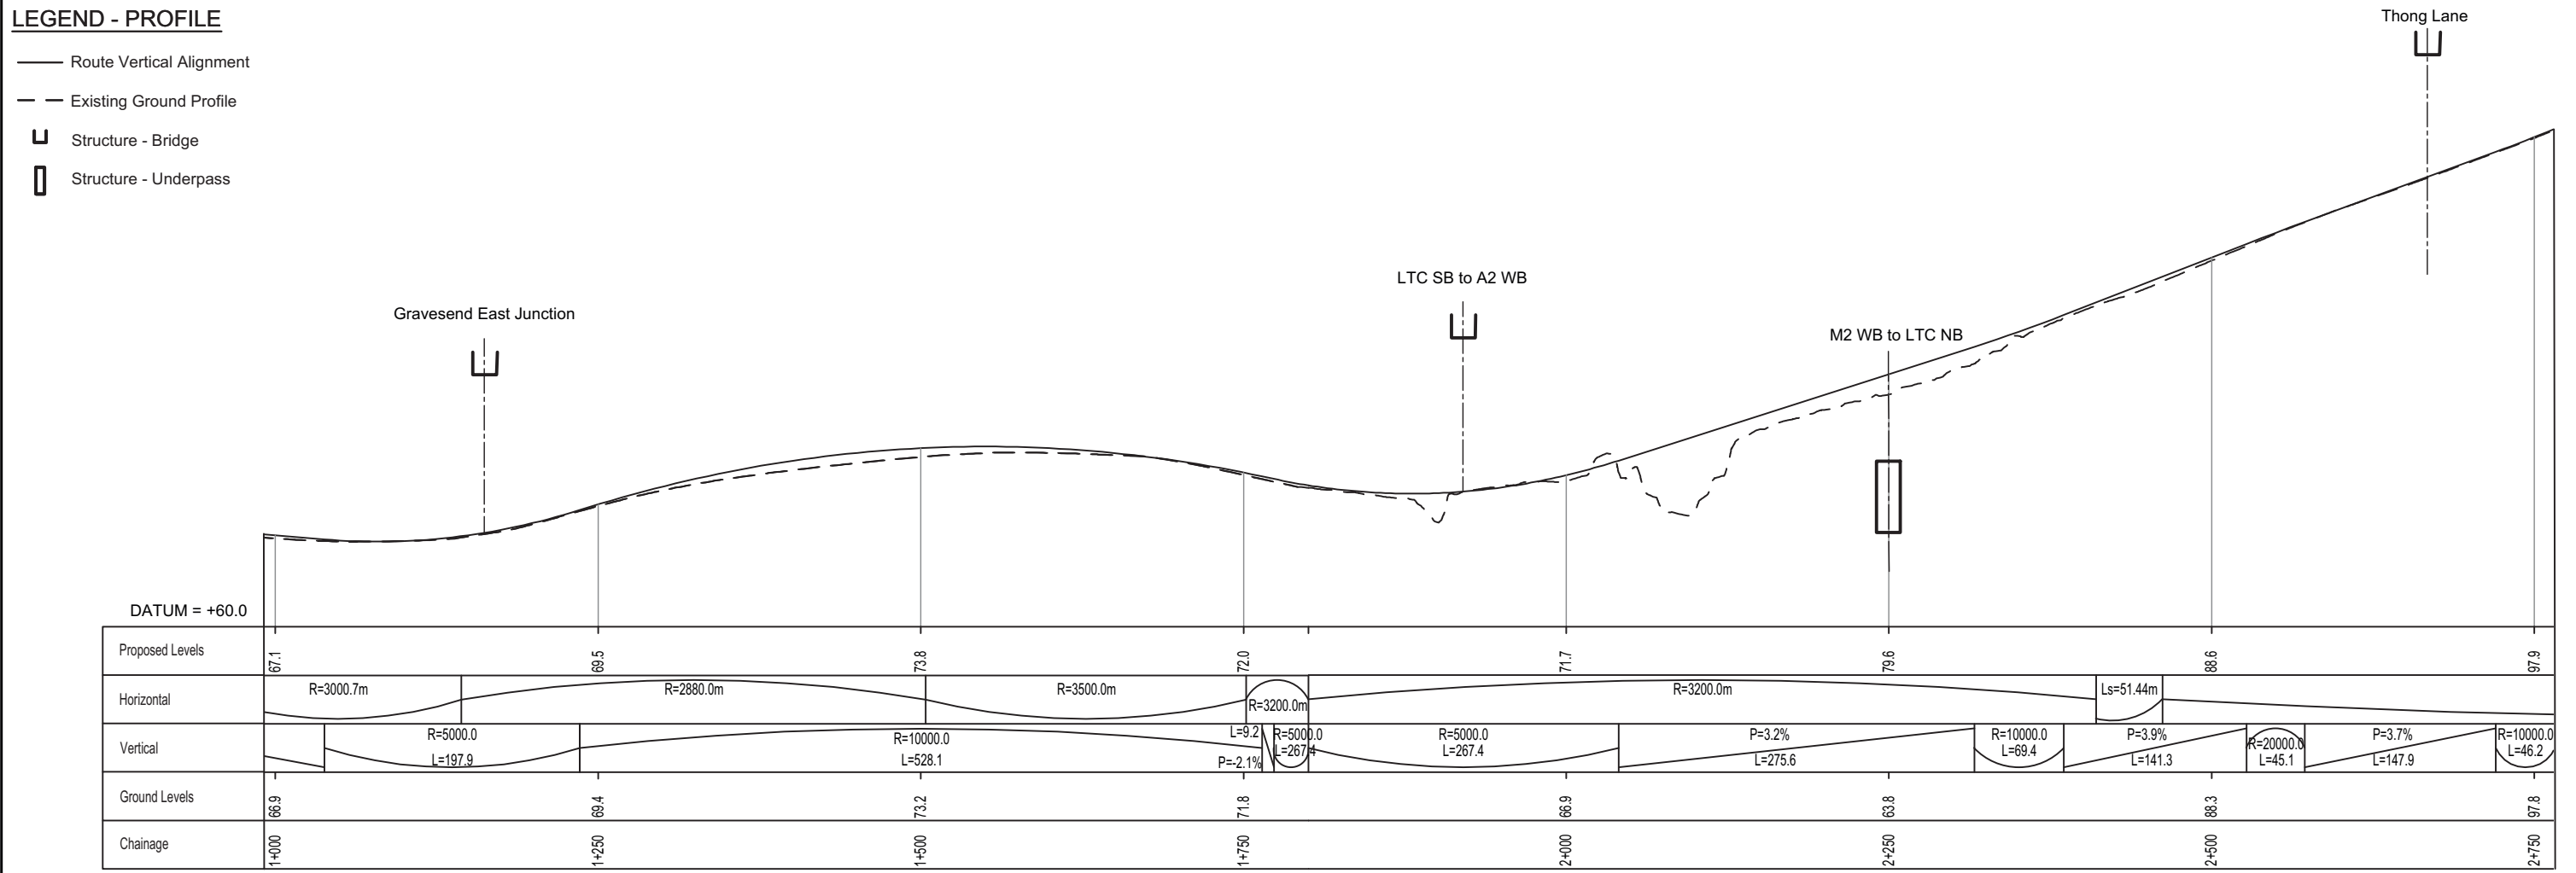 LEGEND - PROFILE
Route Vertical Alignment
Existing Ground Profile
Structure - Bridge
Structure - Underpass
Thong Lane
LTC SB to A2 WB
Gravesend East Junction
M2 WB to LTC NB
DATUM = +60.0
Proposed Levels 67.1 69.5 73.8 72.0 71.7 79.6 88.6 97.9
Horizontal R=3000.7m R=2880.0m R=3500.0m R=3200.0m R=3200.0m Ls=51.44m
Vertical
R=5000.0
L=197.9
R=10000.0
L=528.1
L=9.2
P=-2.1%
R=5000.0
L=267.4
R=5000.0
L=267.4
P=3.2%
L=275.6
R=10000.0
L=69.4
P=3.9%
L=141.3
R=20000.0
L=45.1
P=3.7%
L=147.9
R=10000.0
L=46.2
Ground Levels 66.9 69.4 73.2 71.8 66.9 63.8 88.3 97.8
Chainage 1+000 1+250 1+500 1+750 2+000 2+250 2+500 2+750